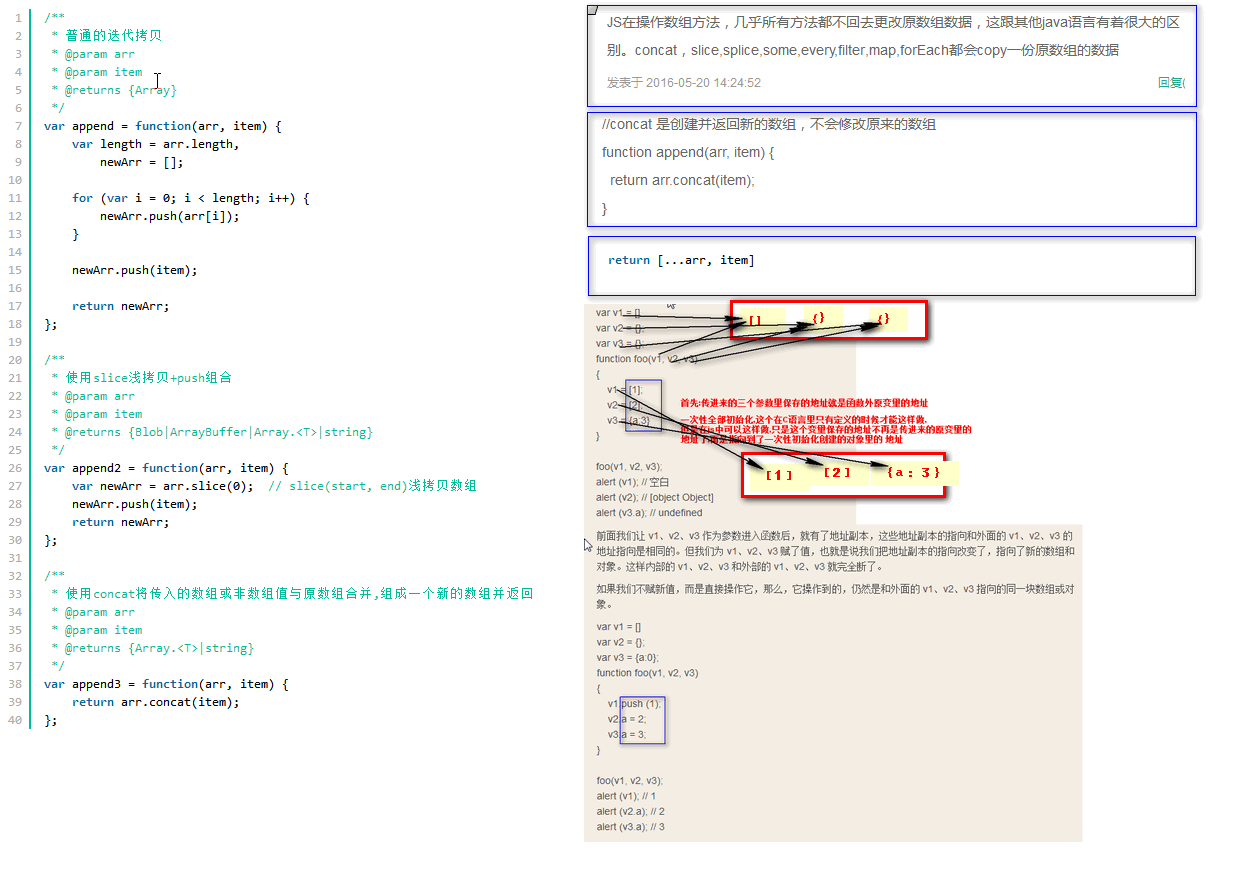 1 /**
2 * 普通的迭代拷贝
3 * @param arr
4 * @param item
5 * @returns {Array}
6 */
7 var append = function(arr, item) {
8 var length = arr.length,
9 newArr = [];
10
11 for (var i = 0; i < length; i++) {
12 newArr.push(arr[i]);
13 }
14
15 newArr.push(item);
16
17 return newArr;
18 };
19
20 /**
21 * 使用slice浅拷贝+push组合
22 * @param arr
23 * @param item
24 * @returns {Blob|ArrayBuffer|Array.<T>|string}
25 */
26 var append2 = function(arr, item) {
27 var newArr = arr.slice(0);  // slice(start, end)浅拷贝数组
28 newArr.push(item);
29 return newArr;
30 };
31
32 /**
33 * 使用concat将传入的数组或非数组值与原数组合并,组成一个新的数组并返回
34 * @param arr
35 * @param item
36 * @returns {Array.<T>|string}
37 */
38 var append3 = function(arr, item) {
39 return arr.concat(item);
40 };
JS在操作数组方法，几乎所有方法都不回去更改原数组数据，这跟其他java语言有着很大的区
别。concat，slice,splice,some,every,filter,map,forEach都会copy一份原数组的数据
发表于 2016-05-20 14:24:52 回复(
//concat 是创建并返回新的数组，不会修改原来的数组
function append(arr, item) {
return arr.concat(item);
}
return [...arr, item]
var v1 = []
var v2 = {};
var v3 = {};
[] {} {}
function foo(v1, v2, v3)
{
v1 = [1];
v2 = [2];
v3 = {a:3}
}
首先:传进来的三个参数里保存的地址就是函数外原变里的地址
一次性全部初始化,这个在C语言里只有定义的时候才能这样做,
但是在js中可以这样做,只是这个变里保存的地址不再是传进来的原变里的
地址了,而是指向到了一次性初始化创建的对象里的 地址
[1] [2] {a: 3}
foo(v1, v2, v3);
alert (v1); // 空白
alert (v2); // [object Object]
alert (v3.a); // undefined
前面我们让 v1、v2、v3 作为参数进入函数后，就有了地址副本，这些地址副本的指向和外面的 v1、v2、v3 的
地址指向是相同的。但我们为 v1、v2、v3 赋了值，也就是说我们把地址副本的指向改变了，指向了新的数组和
对象。这样内部的 v1、v2、v3 和外部的 v1、v2、v3 就完全断了。
如果我们不赋新值，而是直接操作它，那么，它操作到的，仍然是和外面的 v1、v2、v3 指向的同一块数组或对
象。
var v1 = []
var v2 = {};
var v3 = {a:0};
function foo(v1, v2, v3)
{
v1.push (1);
v2.a = 2;
v3.a = 3;
}
foo(v1, v2, v3);
alert (v1); // 1
alert (v2.a); // 2
alert (v3.a); // 3